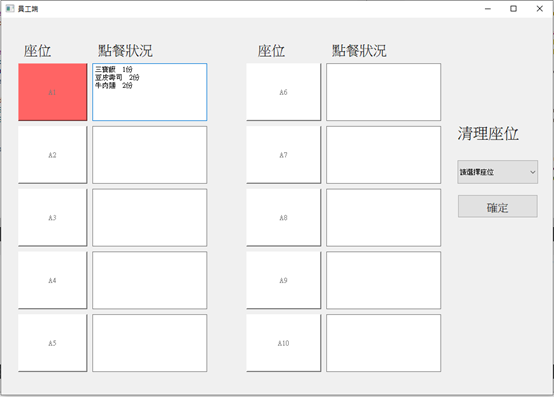 員工端
座位 點餐狀況 座位 點餐狀況
A1
三寶飯 1份
豆皮壽司 2份
牛肉麵 2份
A6
A2
A7
清理座位
請選擇座位
確定
A3
A8
A4
A9
A5
A10